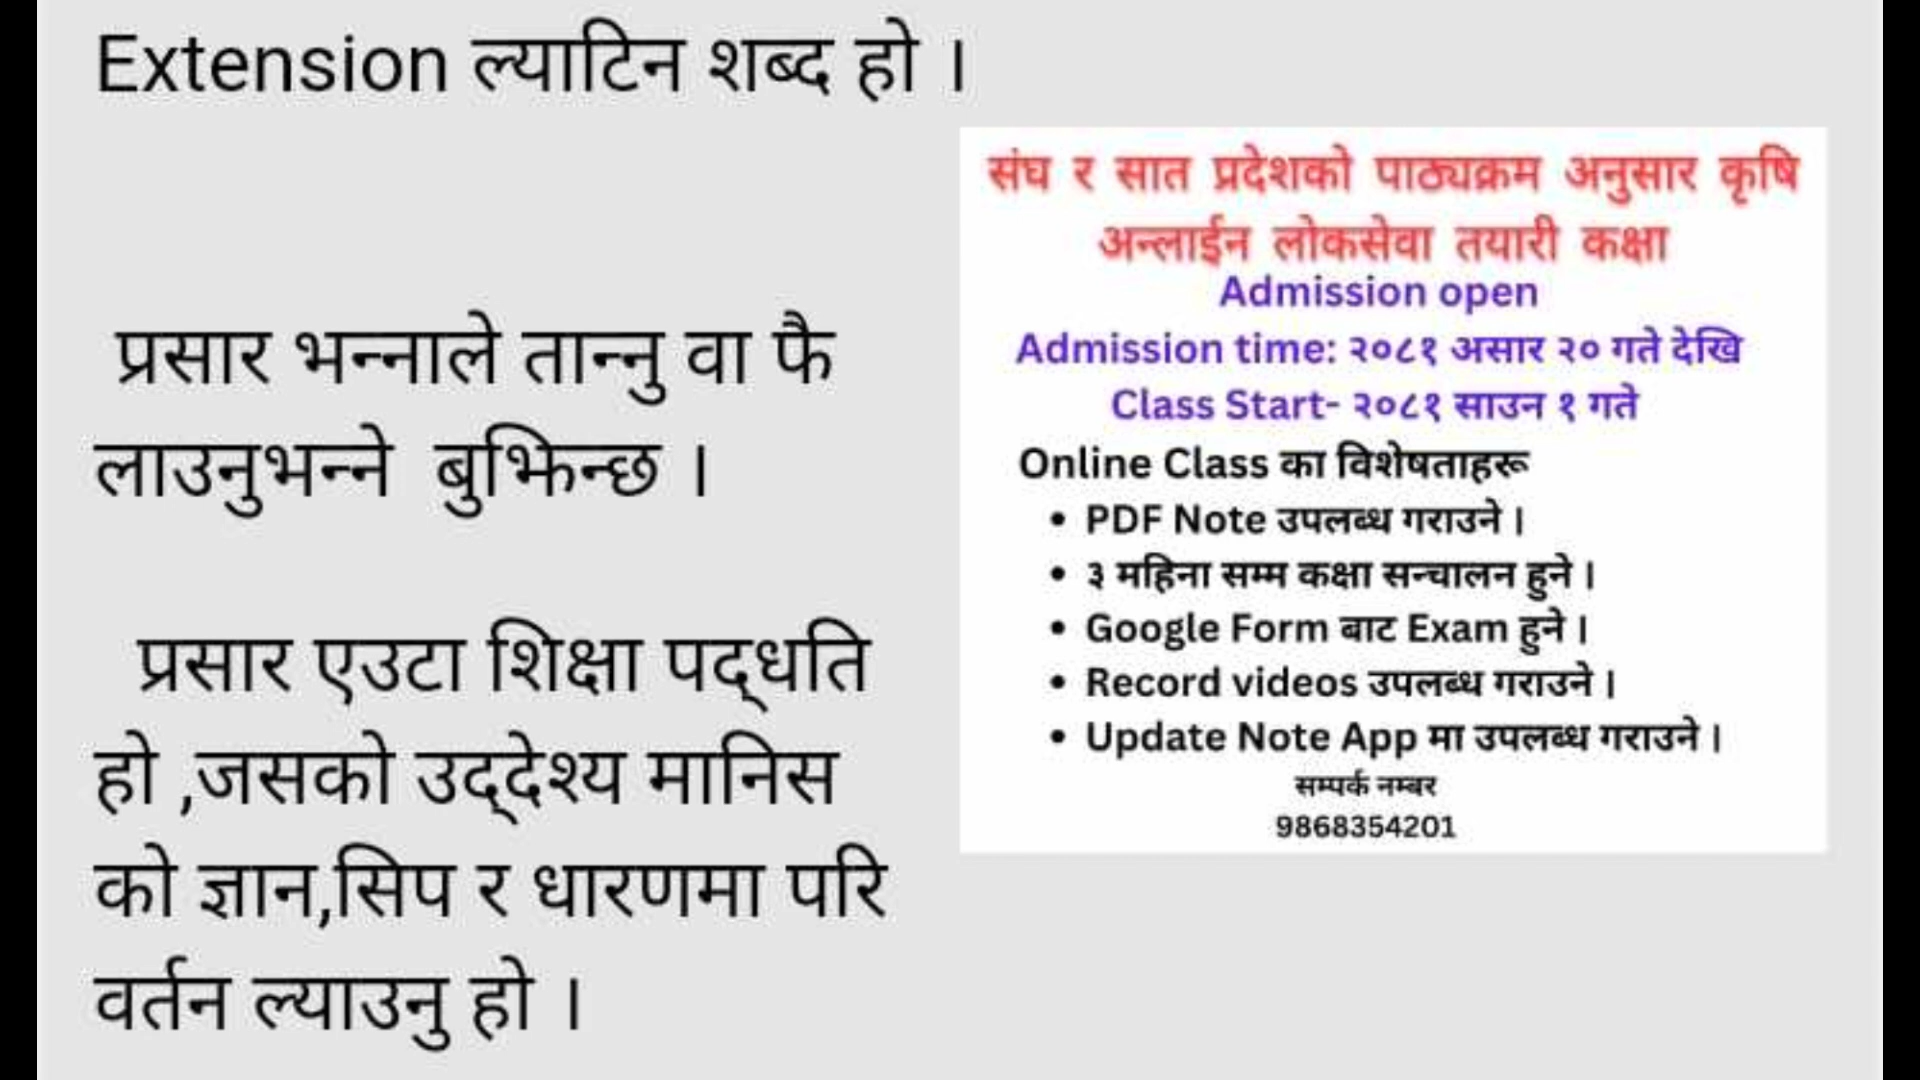 Extension ल्याटिन शब्द हो ।
प्रसार भन्नाले तान्नु वा फै
लाउनुभन्ने बुझिन्छ ।
प्रसार एउटा शिक्षा पद्धति
हो ,जसको उद्देश्य मानिस
को ज्ञान,सिप र धारणमा परि
वर्तन ल्याउनु हो ।
संघ र सात प्रदेशको पाठ्यक्रम अनुसार कृषि
अन्लाईन लोकसेवा तयारी कक्षा
Admission open
Admission time: २०८१ असार २० गते देखि
Class Start- २०८१ साउन १ गते
Online Class का विशेषताहरू
• PDF Note उपलब्ध गराउने ।
• ३ महिना सम्म कक्षा सन्चालन हुने ।
• Google Form बाट Exam हुने ।
• Record videos उपलब्ध गराउने ।
• Update Note App मा उपलब्ध गराउने ।
सम्पर्क नम्बर
9868354201